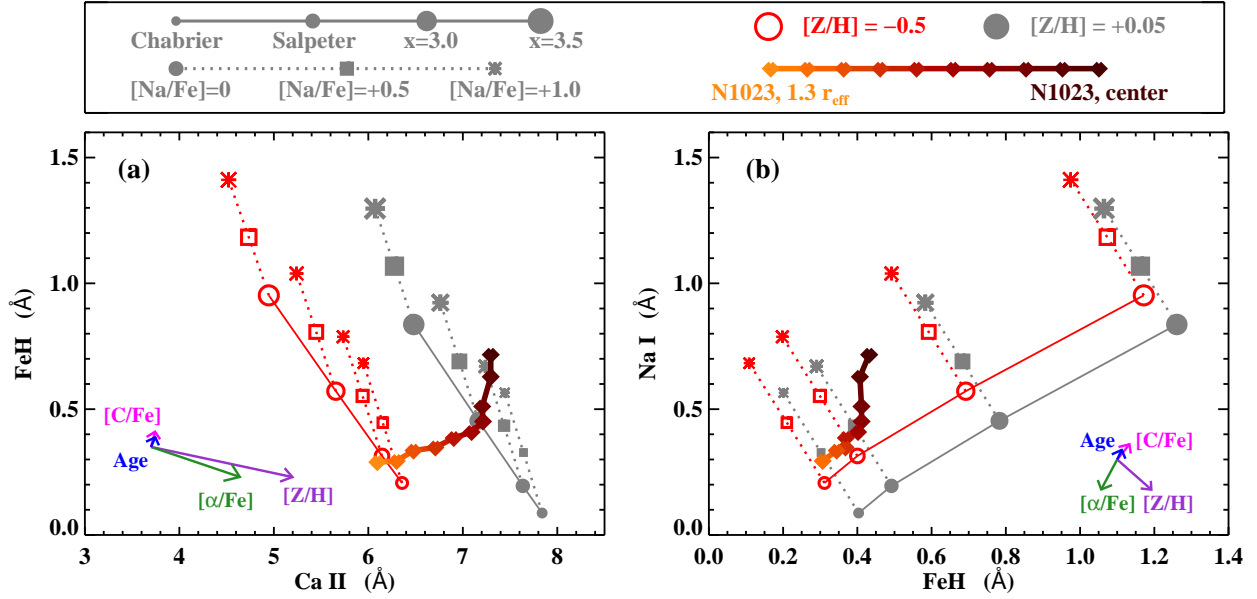 Chabrier Salpeter x=3.0 x=3.5
[Na/Fe]=0 [Na/Fe]=+0.5 [Na/Fe]=+1.0
[Z/H] = −0.5 [Z/H] = +0.05
N1023, 1.3 r_eff N1023, center
(a)
FeH (Å)
1.5
1.0
0.5
0.0
[C/Fe]
Age
[α/Fe]
[Z/H]
3 4 5 6 7 8
Ca II (Å)
(b)
Na I (Å)
1.5
1.0
0.5
0.0
Age
[C/Fe]
[α/Fe]
[Z/H]
0.0 0.2 0.4 0.6 0.8 1.0 1.2 1.4
FeH (Å)